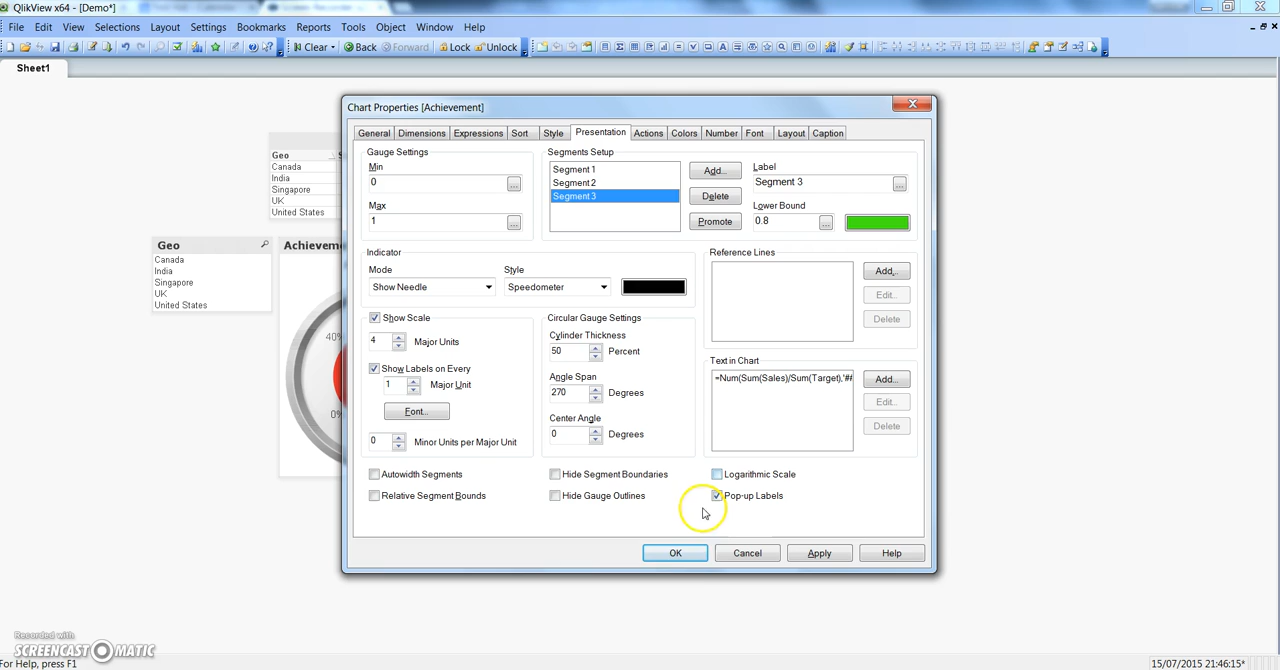 QlikView x64 - [Demo*]
File Edit View Selections Layout Settings Bookmarks Reports Tools Object Window Help
Clear Back Forward Lock Unlock
Sheet1
Chart Properties [Achievement]
General Dimensions Expressions Sort Style Presentation Actions Colors Number Font Layout Caption
Gauge Settings
Min
0 ...
Max
1 ...
Segments Setup
Segment 1
Segment 2
Segment 3
Add...
Delete
Promote
Label
Segment 3 ...
Lower Bound
0.8 ...
Indicator
Mode
Show Needle
Style
Speedometer
Reference Lines
Add...
Edit...
Delete
Show Scale
4 Major Units
Show Labels on Every
1 Major Unit
Font...
0 Minor Units per Major Unit
Circular Gauge Settings
Cylinder Thickness
50 Percent
Angle Span
270 Degrees
Center Angle
0 Degrees
Text in Chart
=Num(Sum(Sales)/Sum(Target),'##
Add...
Edit...
Delete
Autowidth Segments
Relative Segment Bounds
Hide Segment Boundaries
Hide Gauge Outlines
Logarithmic Scale
Pop-up Labels
OK Cancel Apply Help
Geo
Canada
India
Singapore
UK
United States
Geo
Canada
India
Singapore
UK
United States
Achievemen
40%
0%
Recorded with
SCREENCAST MATIC
For Help, press F1
15/07/2015 21:46:15*